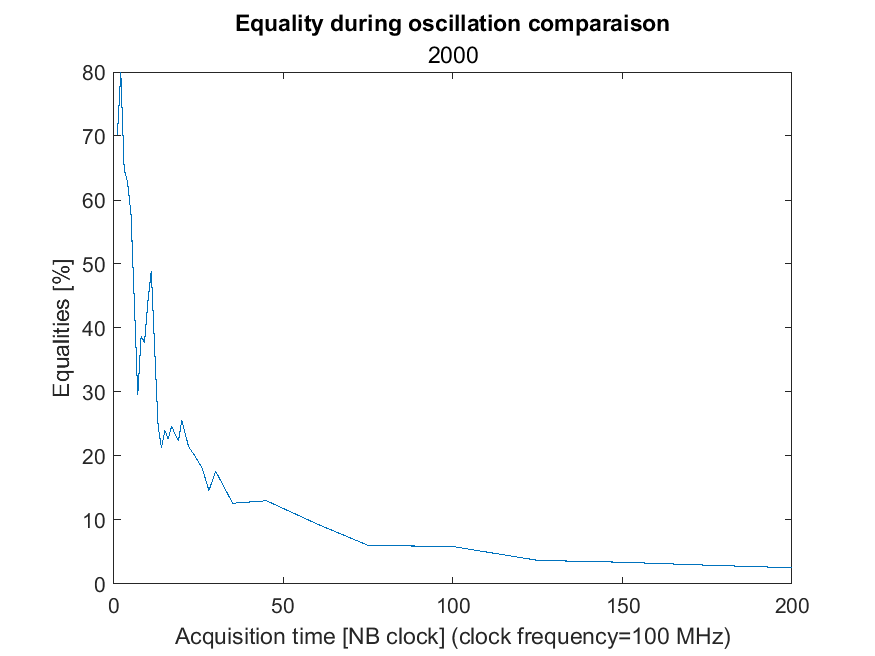 Equality during oscillation comparaison
2000
80
70
60
50
40
30
20
10
0
Equalities [%]
0 50 100 150 200
Acquisition time [NB clock] (clock frequency=100 MHz)